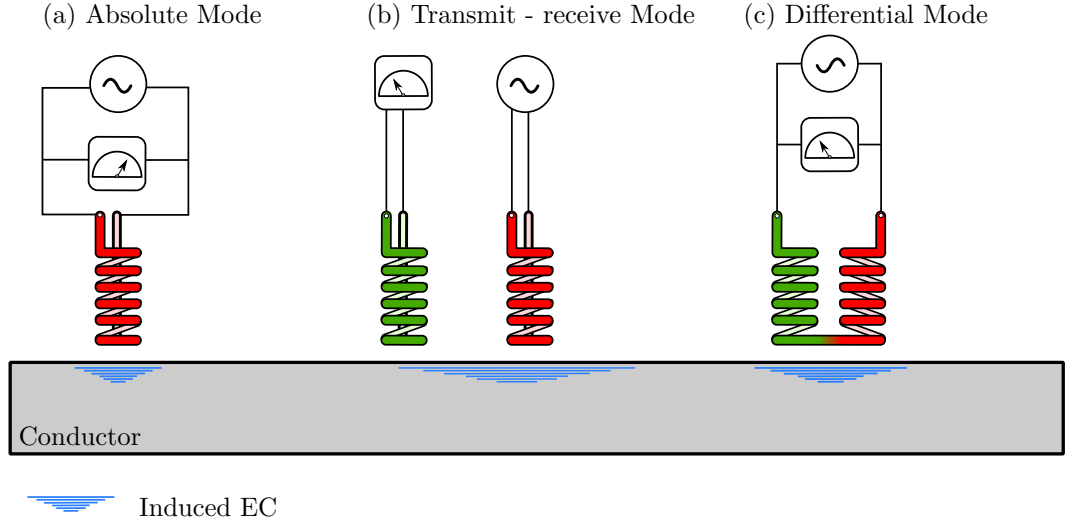 (a) Absolute Mode
(b) Transmit - receive Mode
(c) Differential Mode
Conductor
Induced EC